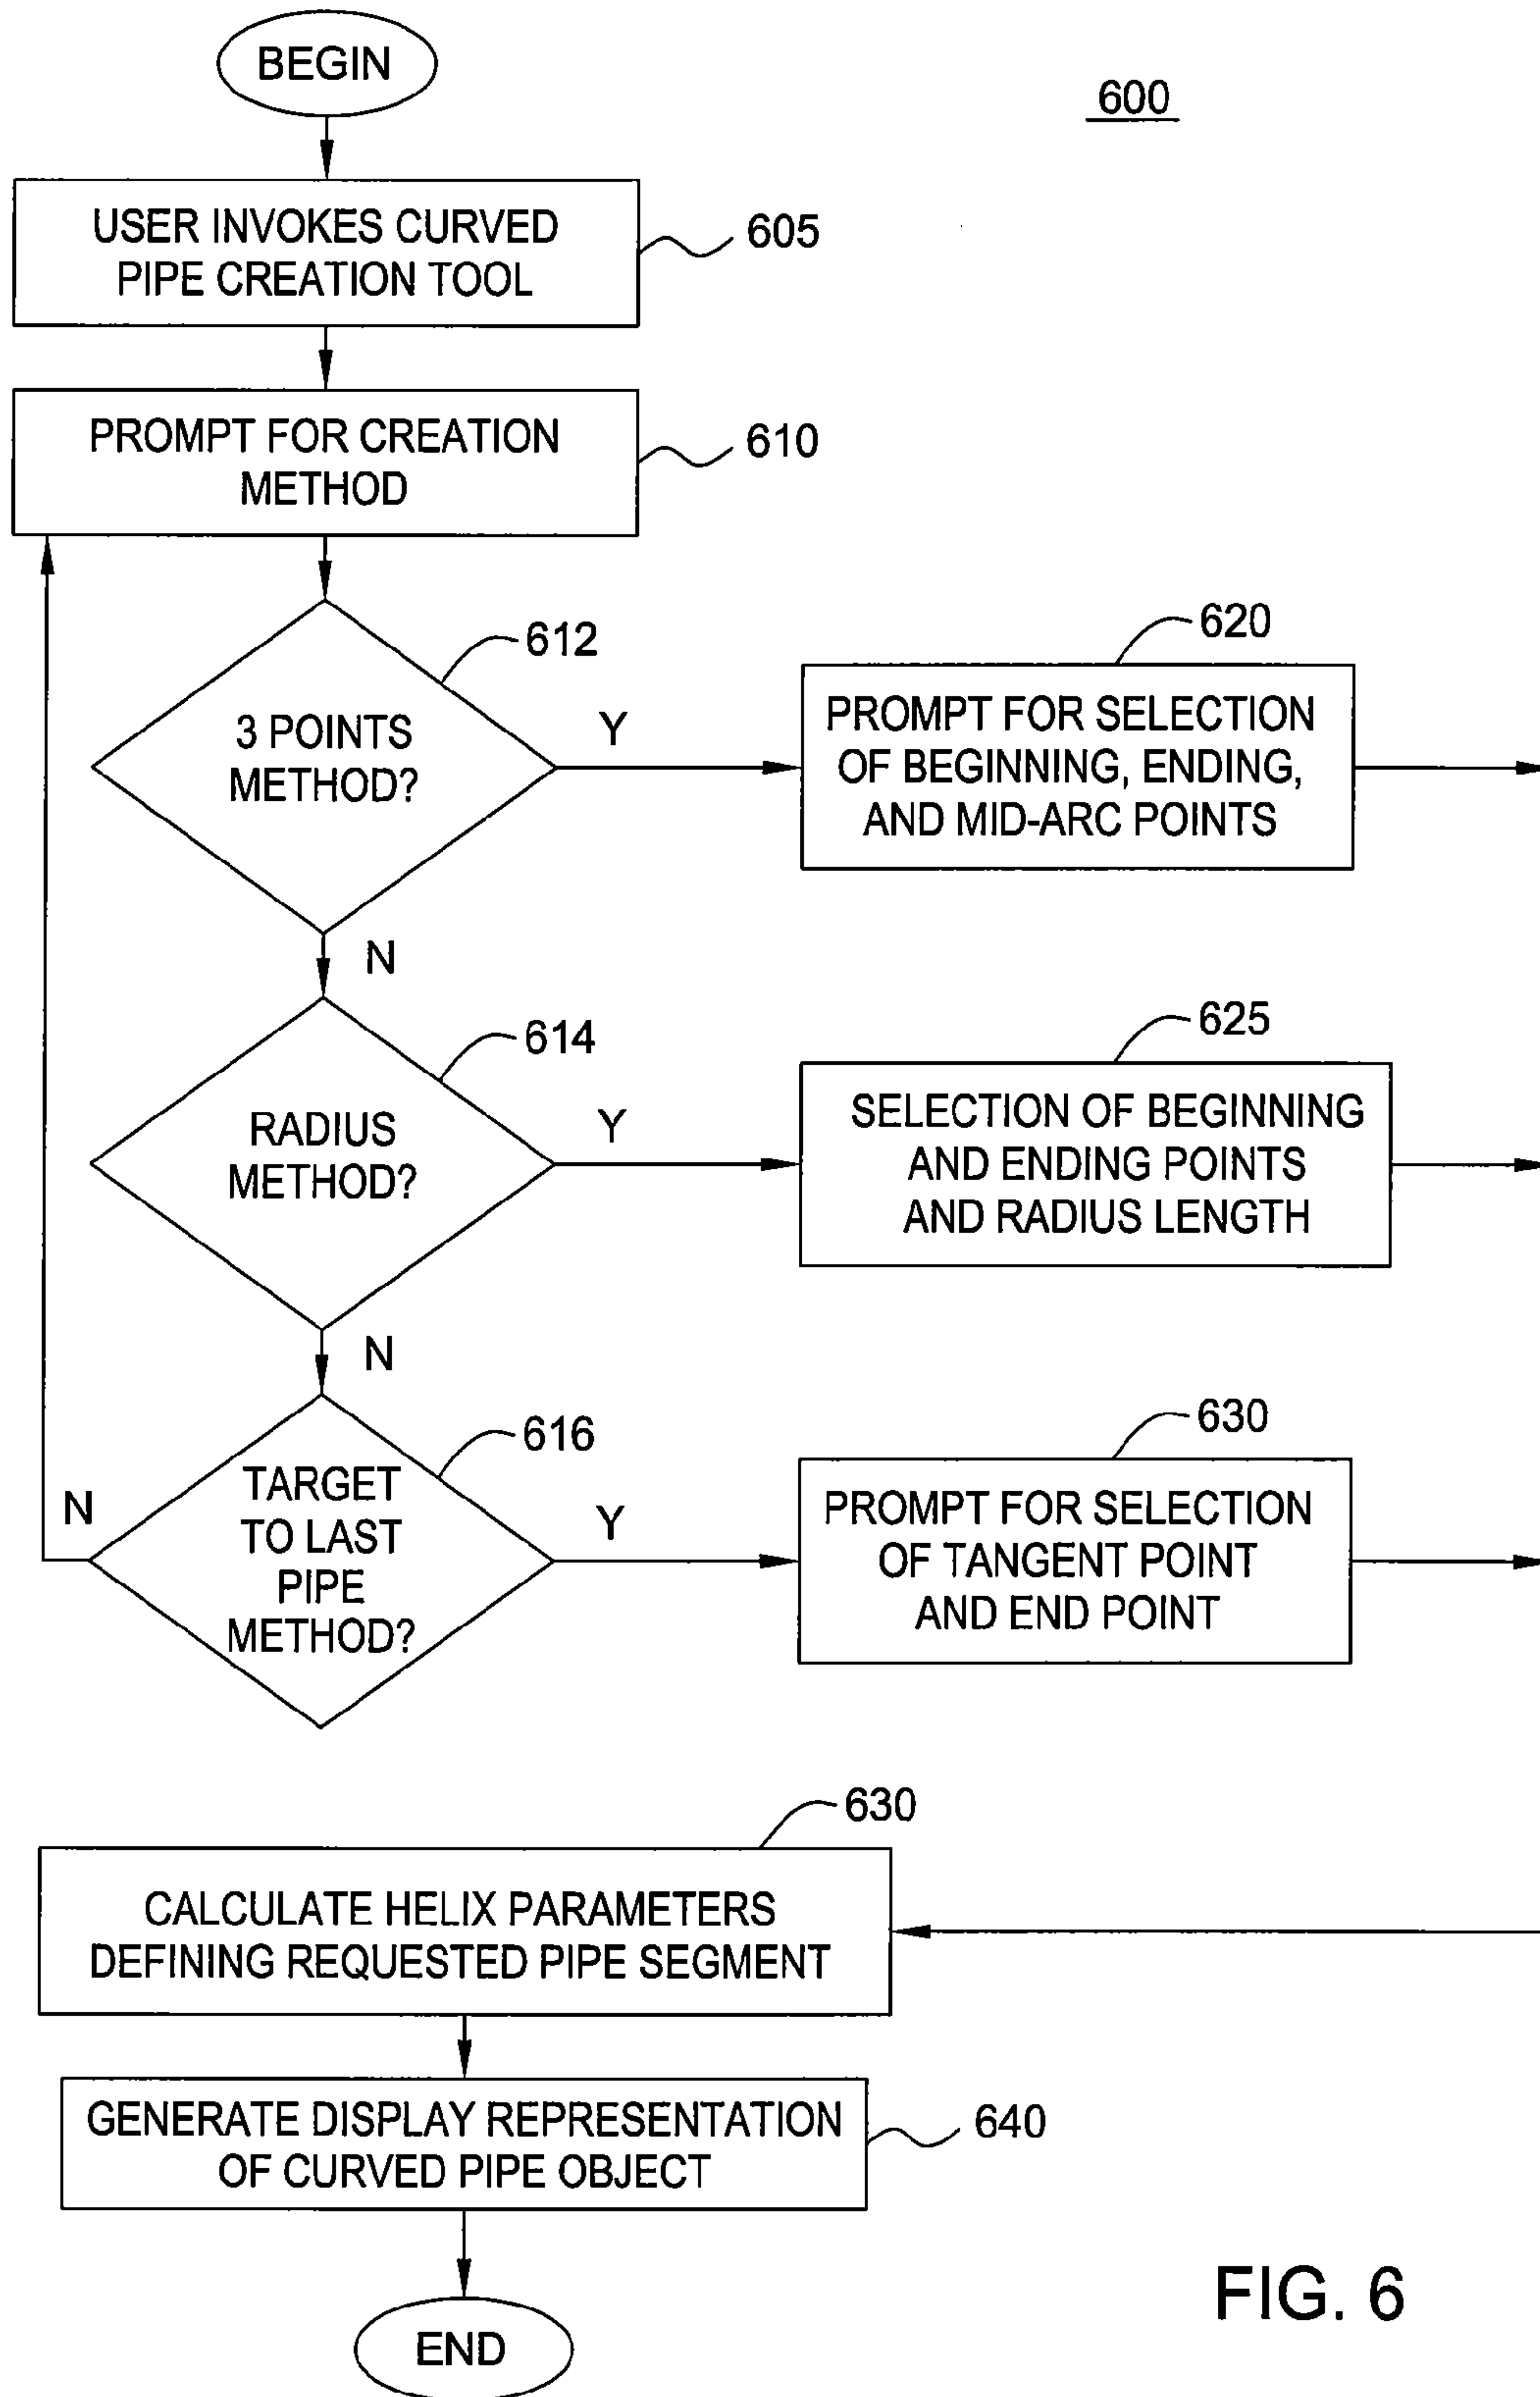 BEGIN
600
USER INVOKES CURVED
PIPE CREATION TOOL
605
PROMPT FOR CREATION
METHOD
610
612
3 POINTS
METHOD?
Y
N
620
PROMPT FOR SELECTION
OF BEGINNING, ENDING,
AND MID-ARC POINTS
614
RADIUS
METHOD?
Y
N
625
SELECTION OF BEGINNING
AND ENDING POINTS
AND RADIUS LENGTH
616
TARGET
TO LAST
PIPE
METHOD?
N
Y
630
PROMPT FOR SELECTION
OF TANGENT POINT
AND END POINT
630
CALCULATE HELIX PARAMETERS
DEFINING REQUESTED PIPE SEGMENT
GENERATE DISPLAY REPRESENTATION
OF CURVED PIPE OBJECT
640
END
FIG. 6